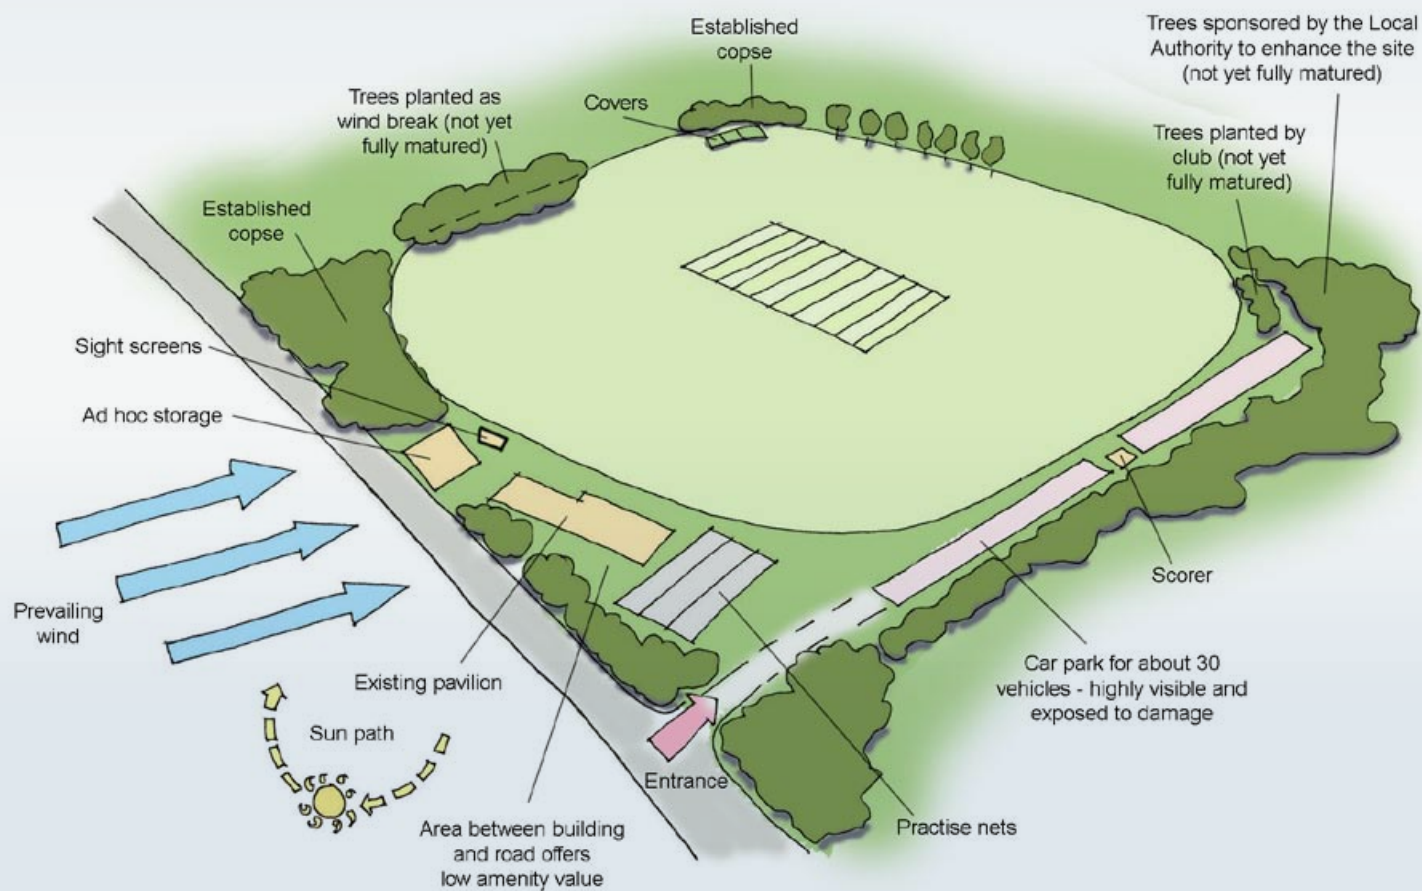 Established
copse
Trees sponsored by the Local
Authority to enhance the site
(not yet fully matured)
Trees planted as
wind break (not yet
fully matured)
Covers
Trees planted by
club (not yet
fully matured)
Established
copse
Sight screens
Ad hoc storage
Prevailing
wind
Scorer
Existing pavilion
Car park for about 30
vehicles - highly visible and
exposed to damage
Sun path
Entrance
Area between building
and road offers
low amenity value
Practise nets